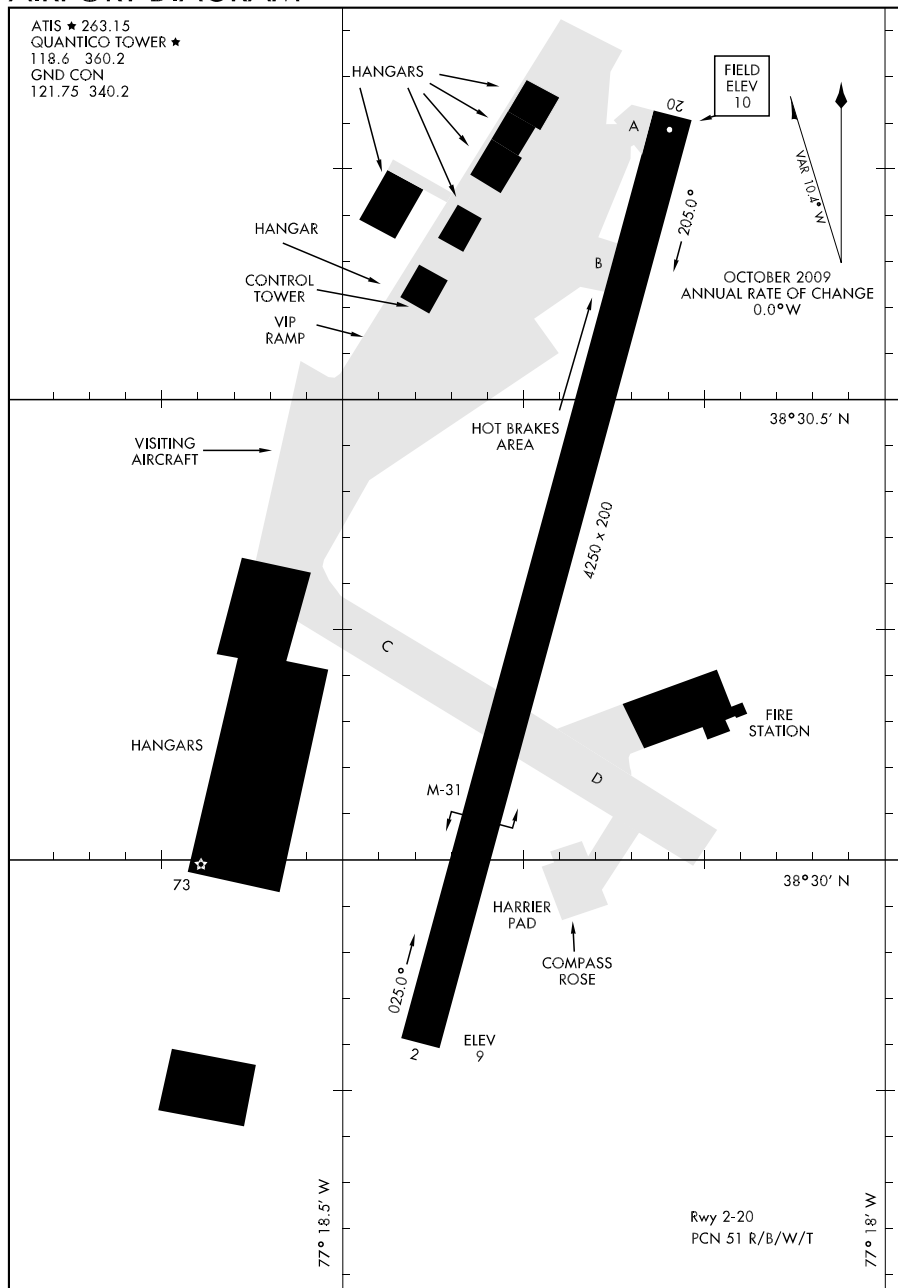 AIRPORT DIAGRAM
ATIS ★ 263.15
QUANTICO TOWER ★
118.6 360.2
GND CON
121.75 340.2
HANGARS
FIELD
ELEV
10
20
A
VAR 10.4° W
205.0°
HANGAR
B
CONTROL
TOWER
OCTOBER 2009
ANNUAL RATE OF CHANGE
0.0° W
VIP
RAMP
38° 30.5' N
HOT BRAKES
AREA
VISITING
AIRCRAFT
4250 x 200
C
FIRE
STATION
HANGARS
D
M-31
73
38° 30' N
HARRIER
PAD
COMPASS
ROSE
025.0°
2
ELEV
9
77° 18.5' W
77° 18' W
Rwy 2-20
PCN 51 R/B/W/T